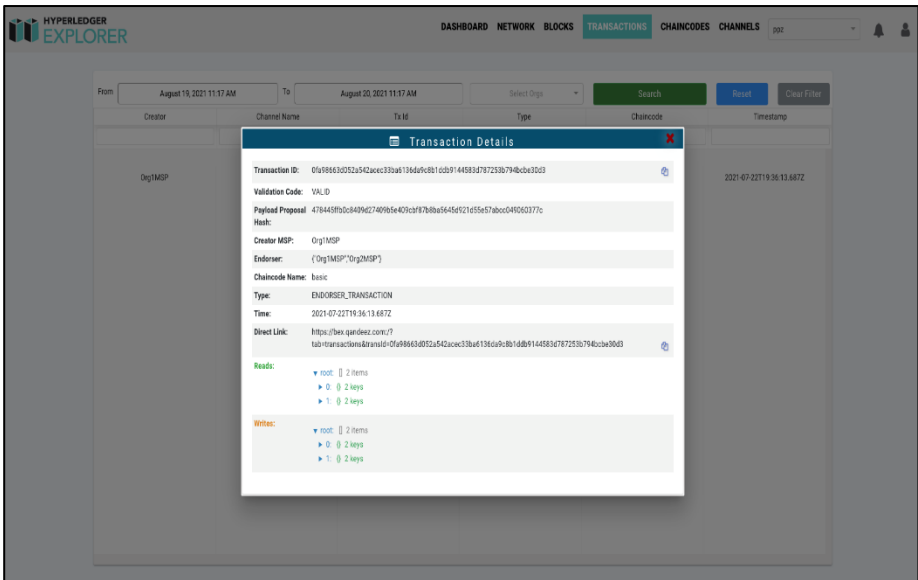 HYPERLEDGER
EXPLORER
DASHBOARD NETWORK BLOCKS TRANSACTIONS CHAINCODES CHANNELS ppz
From August 19, 2021 11:17 AM To August 20, 2021 11:17 AM Select Orgs Search Reset Clear Filter
Creator Channel Name Tx Id Type Chaincode Timestamp
Transaction Details X
Org1MSP 2021-07-22T19:36:13.687Z
Transaction ID: 0fa98663d052a542acec33ba6136da9c8b1ddb9144583d787253b794bcbe30d3
Validation Code: VALID
Payload Proposal 478445ffb0c8409d27409b5e409cbf87b8ba5645d921d55e57abcc049060377c
Hash:
Creator MSP: Org1MSP
Endorser: {"Org1MSP","Org2MSP"}
Chaincode Name: basic
Type: ENDORSER_TRANSACTION
Time: 2021-07-22T19:36:13.687Z
Direct Link: https://bex.qandeez.com:/?
tab=transactions&transId=0fa98663d052a542acec33ba6136da9c8b1ddb9144583d787253b794bcbe30d3
Reads: ▼ root: [] 2 items
► 0: {} 2 keys
► 1: {} 2 keys
Writes: ▼ root: [] 2 items
► 0: {} 2 keys
► 1: {} 2 keys